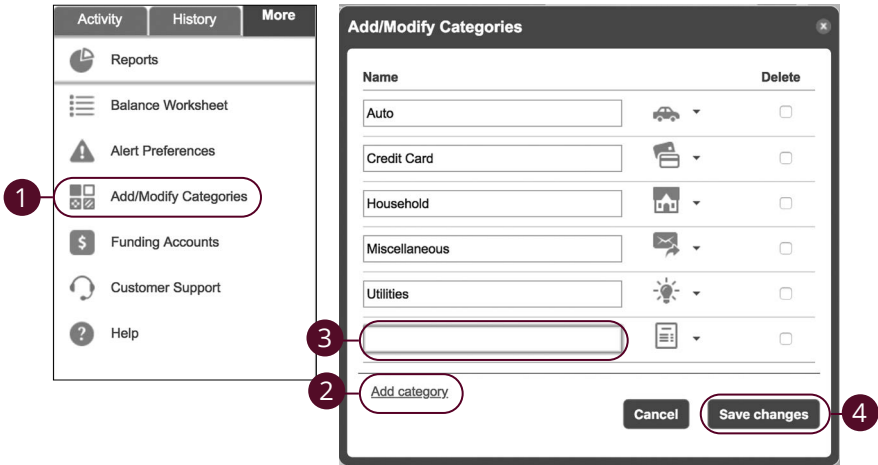 Activity History More
Reports
Balance Worksheet
Alert Preferences
1 Add/Modify Categories
$ Funding Accounts
Customer Support
? Help
Add/Modify Categories x
Name Delete
Auto
Credit Card
Household
Miscellaneous
Utilities
3
2 Add category
Cancel Save changes 4